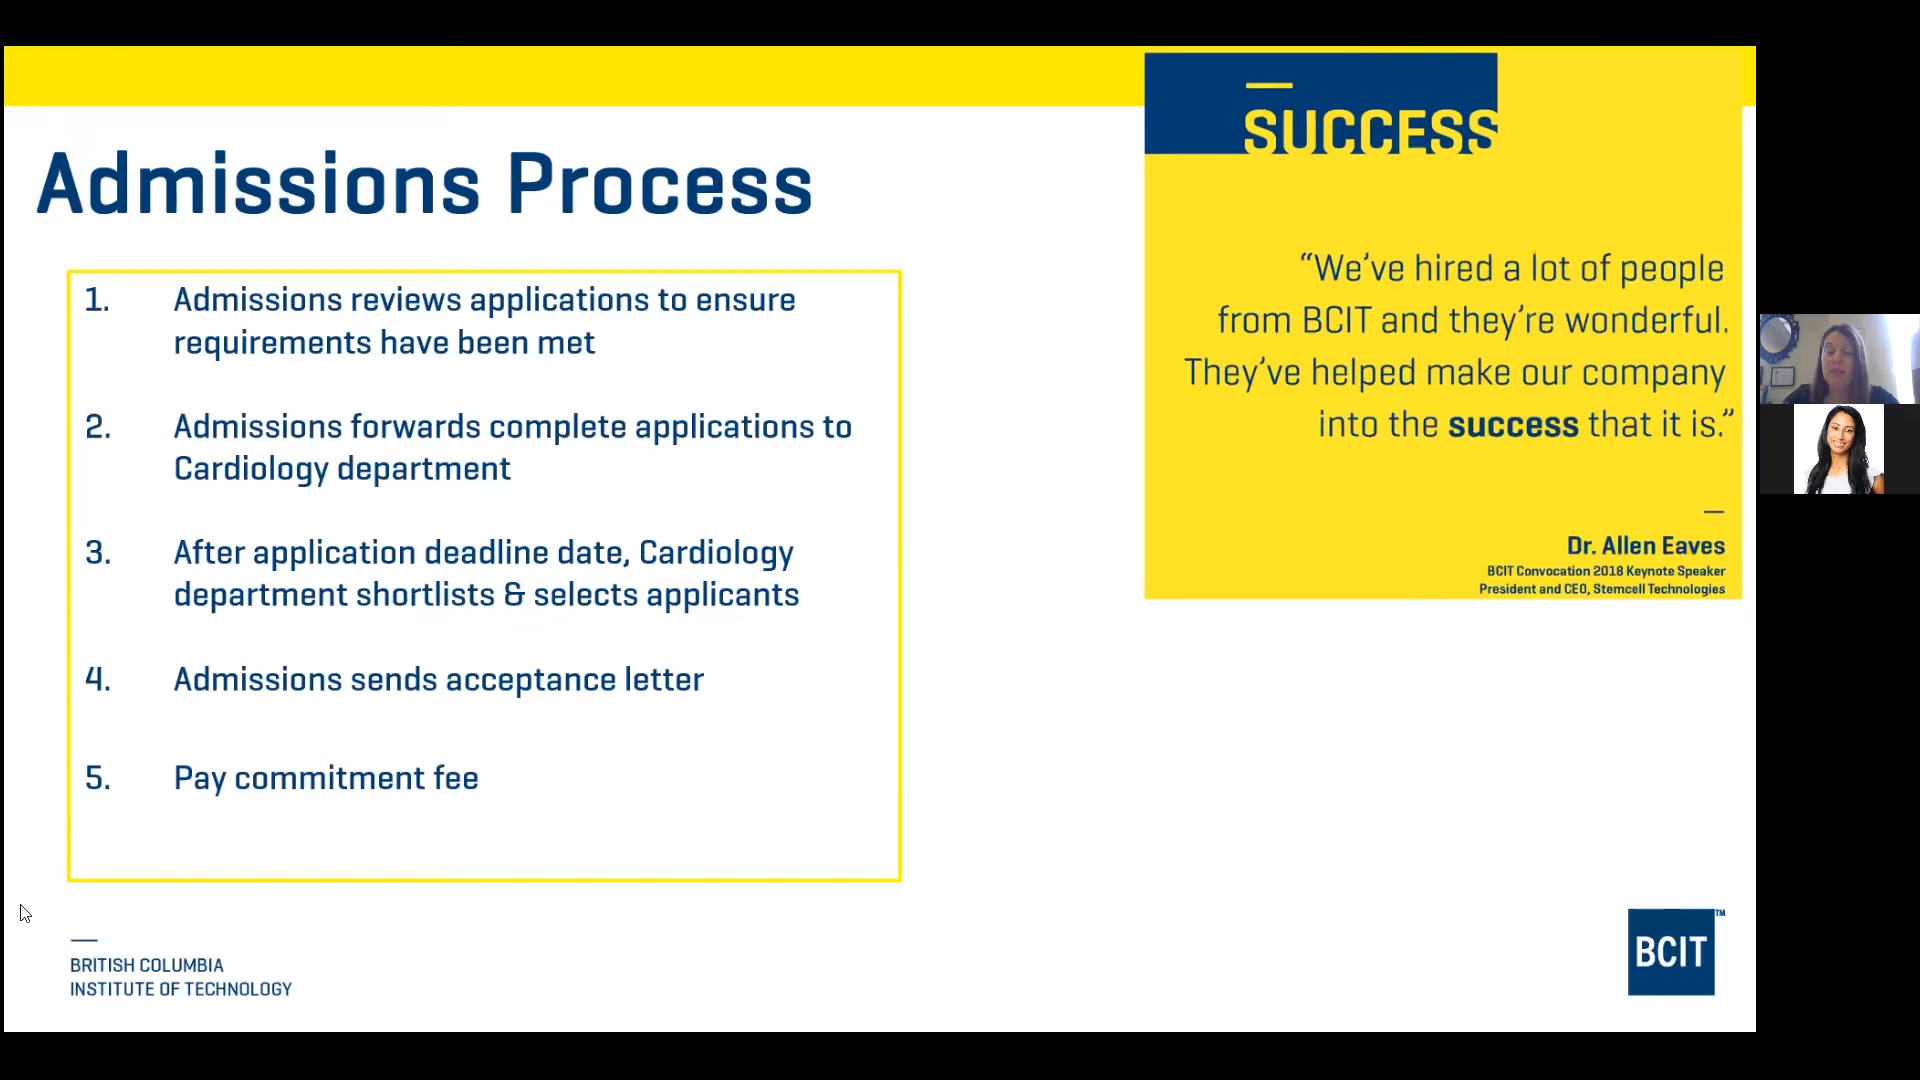 Admissions Process
1. Admissions reviews applications to ensure
requirements have been met
2. Admissions forwards complete applications to
Cardiology department
3. After application deadline date, Cardiology
department shortlists & selects applicants
4. Admissions sends acceptance letter
5. Pay commitment fee
SUCCESS
“We’ve hired a lot of people
from BCIT and they’re wonderful.
They’ve helped make our company
into the success that it is.”
Dr. Allen Eaves
BCIT Convocation 2018 Keynote Speaker
President and CEO, Stemcell Technologies
BRITISH COLUMBIA
INSTITUTE OF TECHNOLOGY
BCIT™